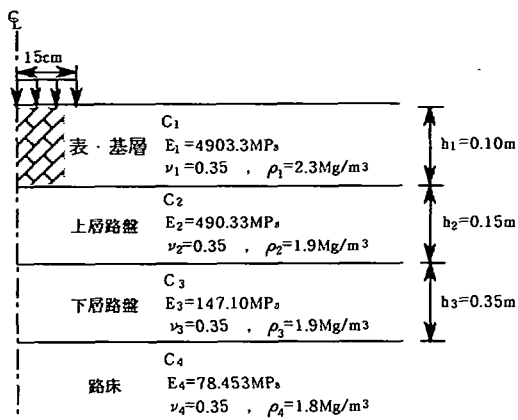 ℄
15cm
C1
表・基層
E1=4903.3MPa
ν1=0.35 , ρ1=2.3Mg/m3
h1=0.10m
C2
上層路盤
E2=490.33MPa
ν2=0.35 , ρ2=1.9Mg/m3
h2=0.15m
C3
下層路盤
E3=147.10MPa
ν3=0.35 , ρ3=1.9Mg/m3
h3=0.35m
C4
路床
E4=78.453MPa
ν4=0.35 , ρ4=1.8Mg/m3